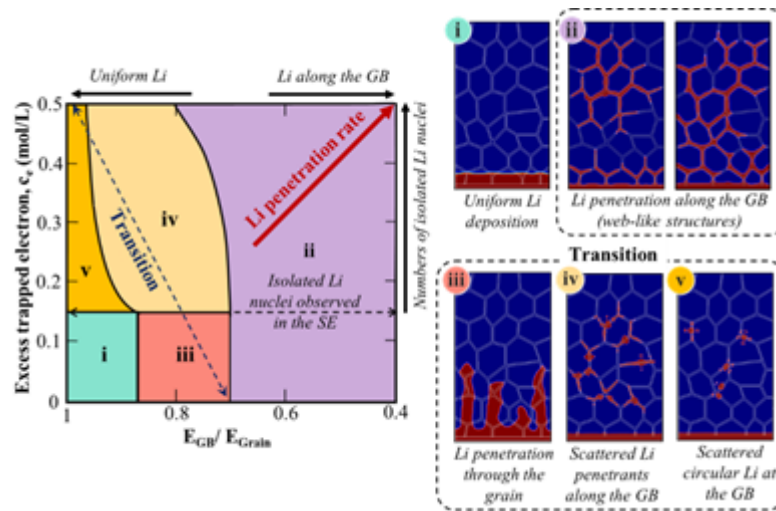 Uniform Li
Li along the GB
Excess trapped electron, cₑ (mol/L)
0.5
0.4
0.3
0.2
0.1
0
1
0.8
0.6
0.4
E_GB/ E_Grain
Transition
Li penetration rate
iv
v
ii
i
iii
Isolated Li
nuclei observed
in the SE
Numbers of isolated Li nuclei
i
Uniform Li
deposition
ii
Li penetration along the GB
(web-like structures)
Transition
iii
Li penetration
through the
grain
iv
Scattered Li
penetrants
along the GB
v
Scattered
circular Li at
the GB